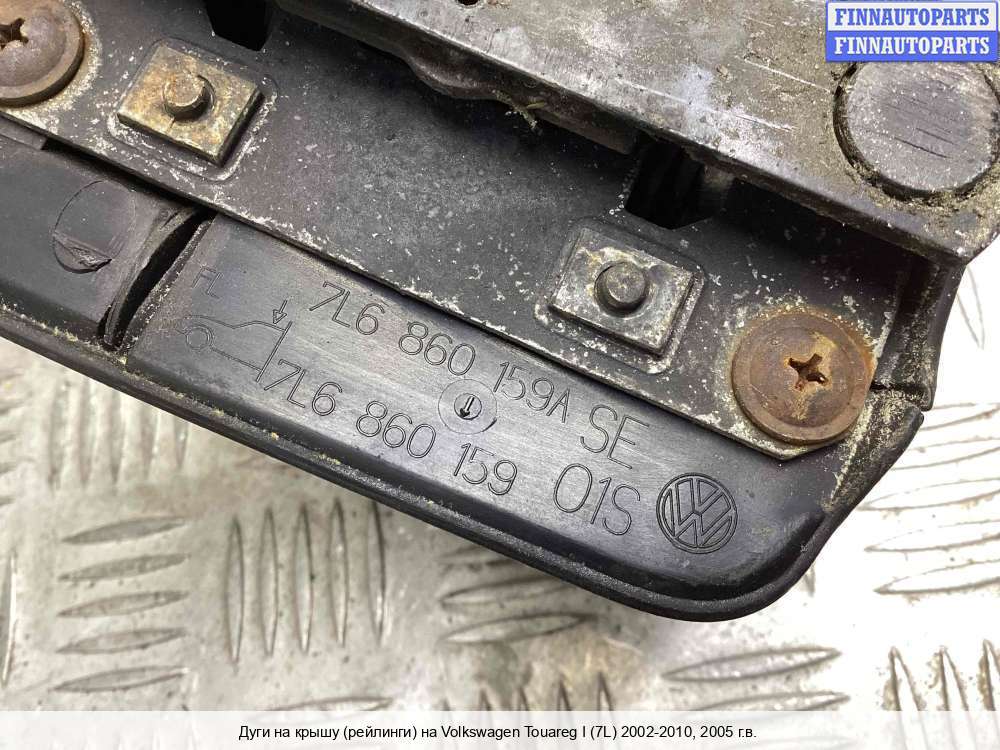 FINNAUTOPARTS
FINNAUTOPARTS
FL
7L6 860 159A SE
7L6 860 159 01S
VW
Дуги на крышу (рейлинги) на Volkswagen Touareg I (7L) 2002-2010, 2005 г.в.